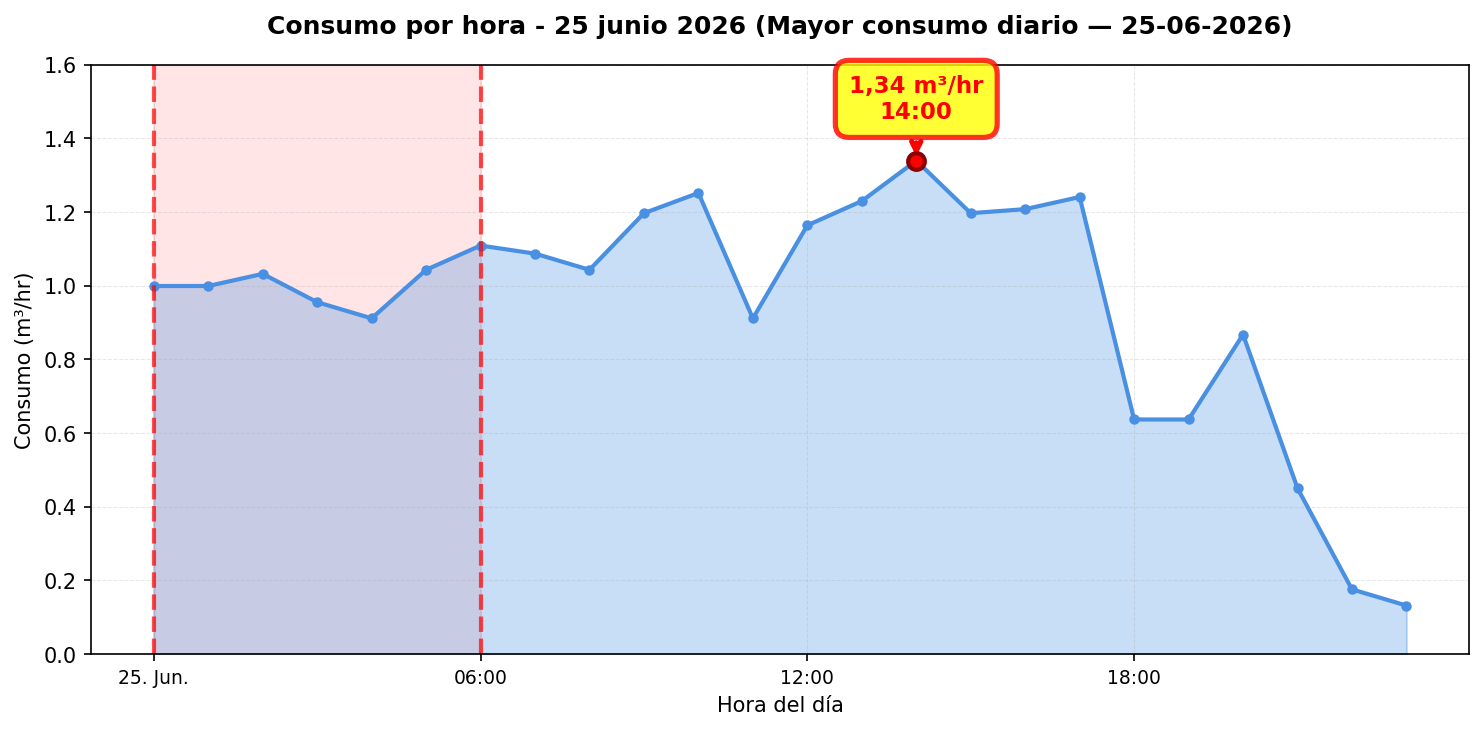 Consumo por hora - 25 junio 2026 (Mayor consumo diario — 25-06-2026)
1,34 m³/hr
14:00
Consumo (m³/hr)
1.6
1.4
1.2
1.0
0.8
0.6
0.4
0.2
0.0
25. Jun.
06:00
12:00
18:00
Hora del día